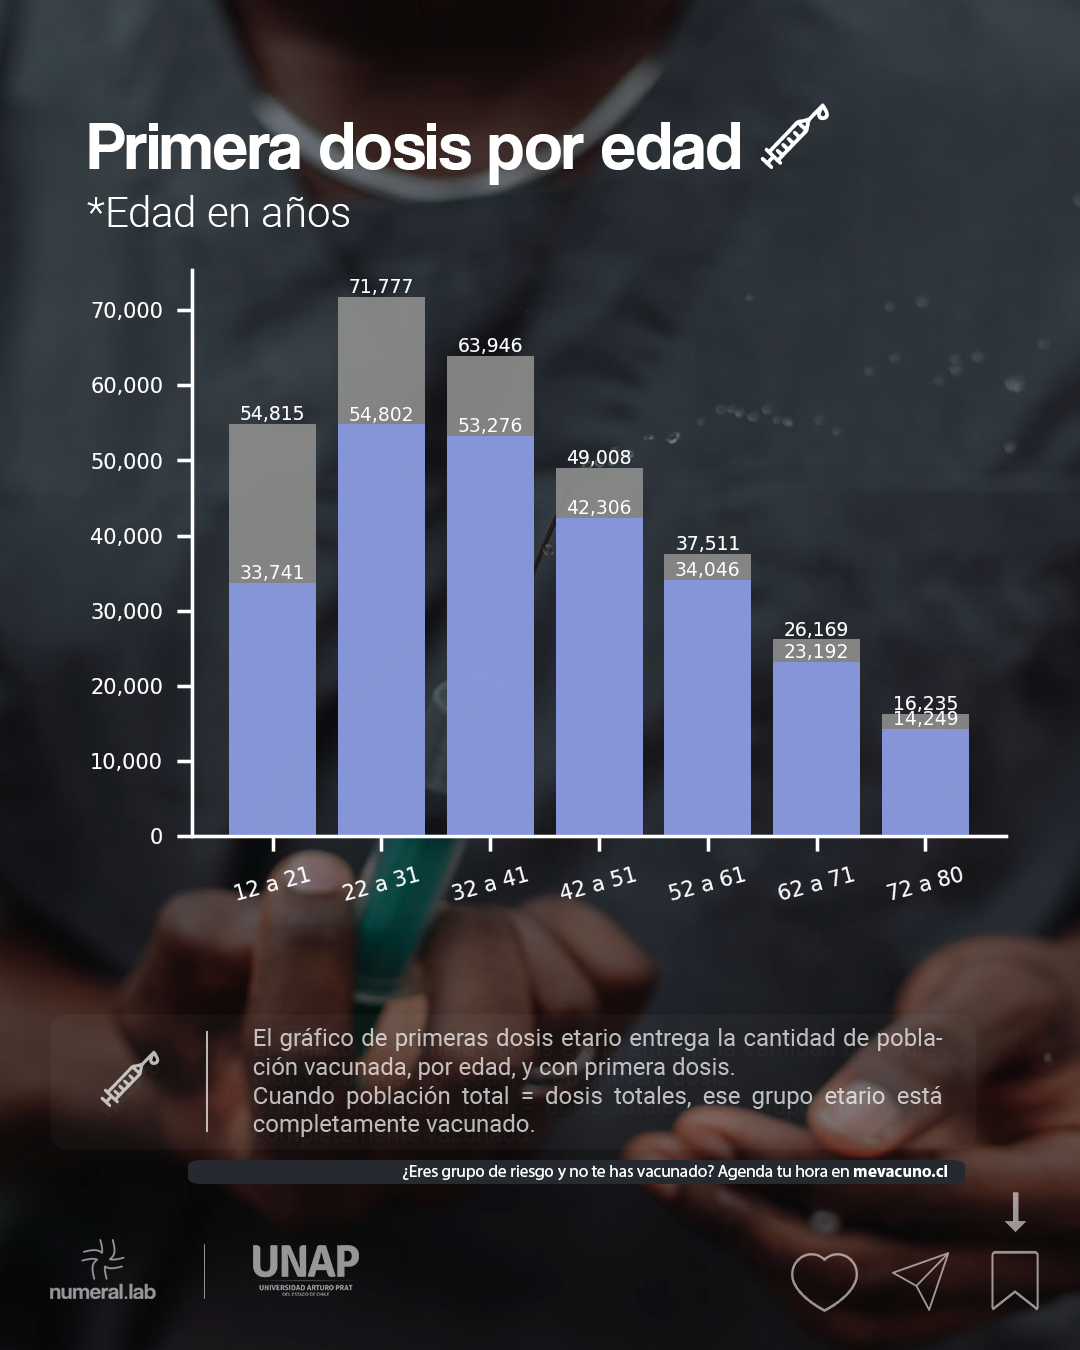 Primera dosis por edad
*Edad en años
71,777
70,000
63,946
60,000
54,815
54,802
53,276
50,000
49,008
42,306
40,000
37,511
33,741
34,046
30,000
26,169
23,192
20,000
16,235
14,249
10,000
0
12 a 21
22 a 31
32 a 41
42 a 51
52 a 61
62 a 71
72 a 80
El gráfico de primeras dosis etario entrega la cantidad de pobla-
ción vacunada, por edad, y con primera dosis.
Cuando población total = dosis totales, ese grupo etario está
completamente vacunado.
¿Eres grupo de riesgo y no te has vacunado? Agenda tu hora en mevacuno.cl
numeral.lab
UNAP
UNIVERSIDAD ARTURO PRAT
DEL ESTADO DE CHILE